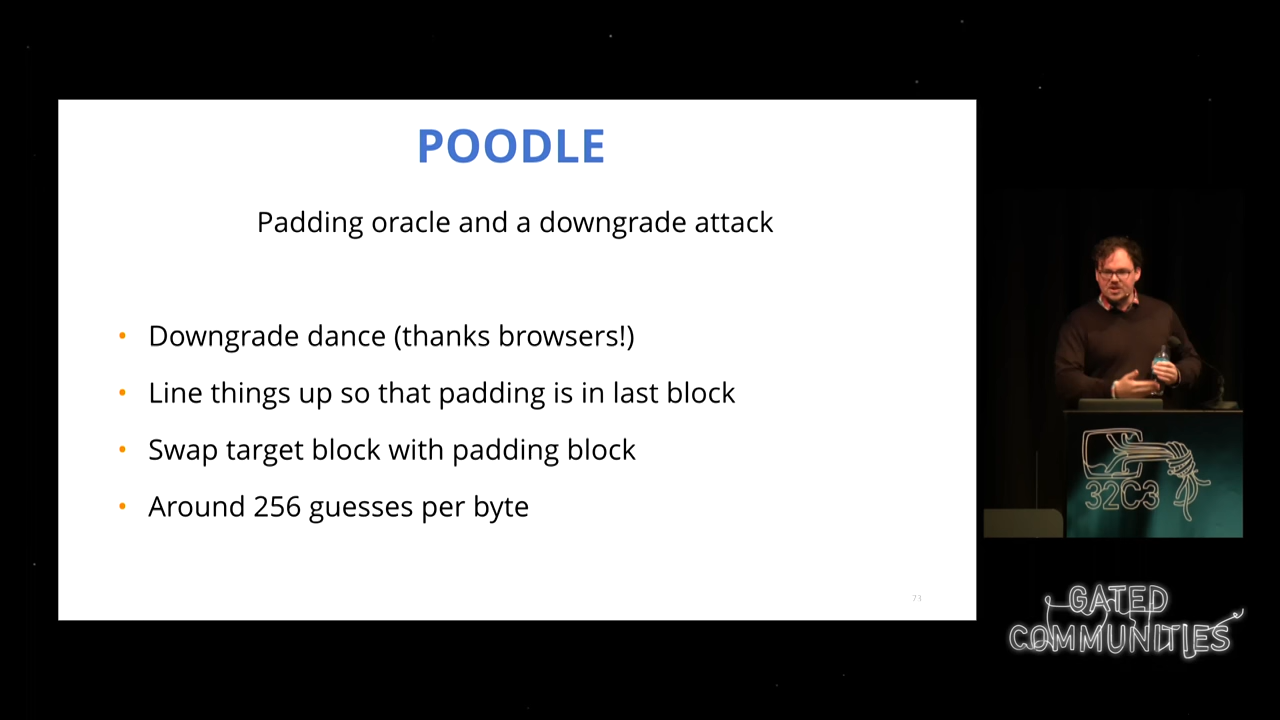 POODLE
Padding oracle and a downgrade attack
• Downgrade dance (thanks browsers!)
• Line things up so that padding is in last block
• Swap target block with padding block
• Around 256 guesses per byte
73
32C3
GATED
COMMUNITIES